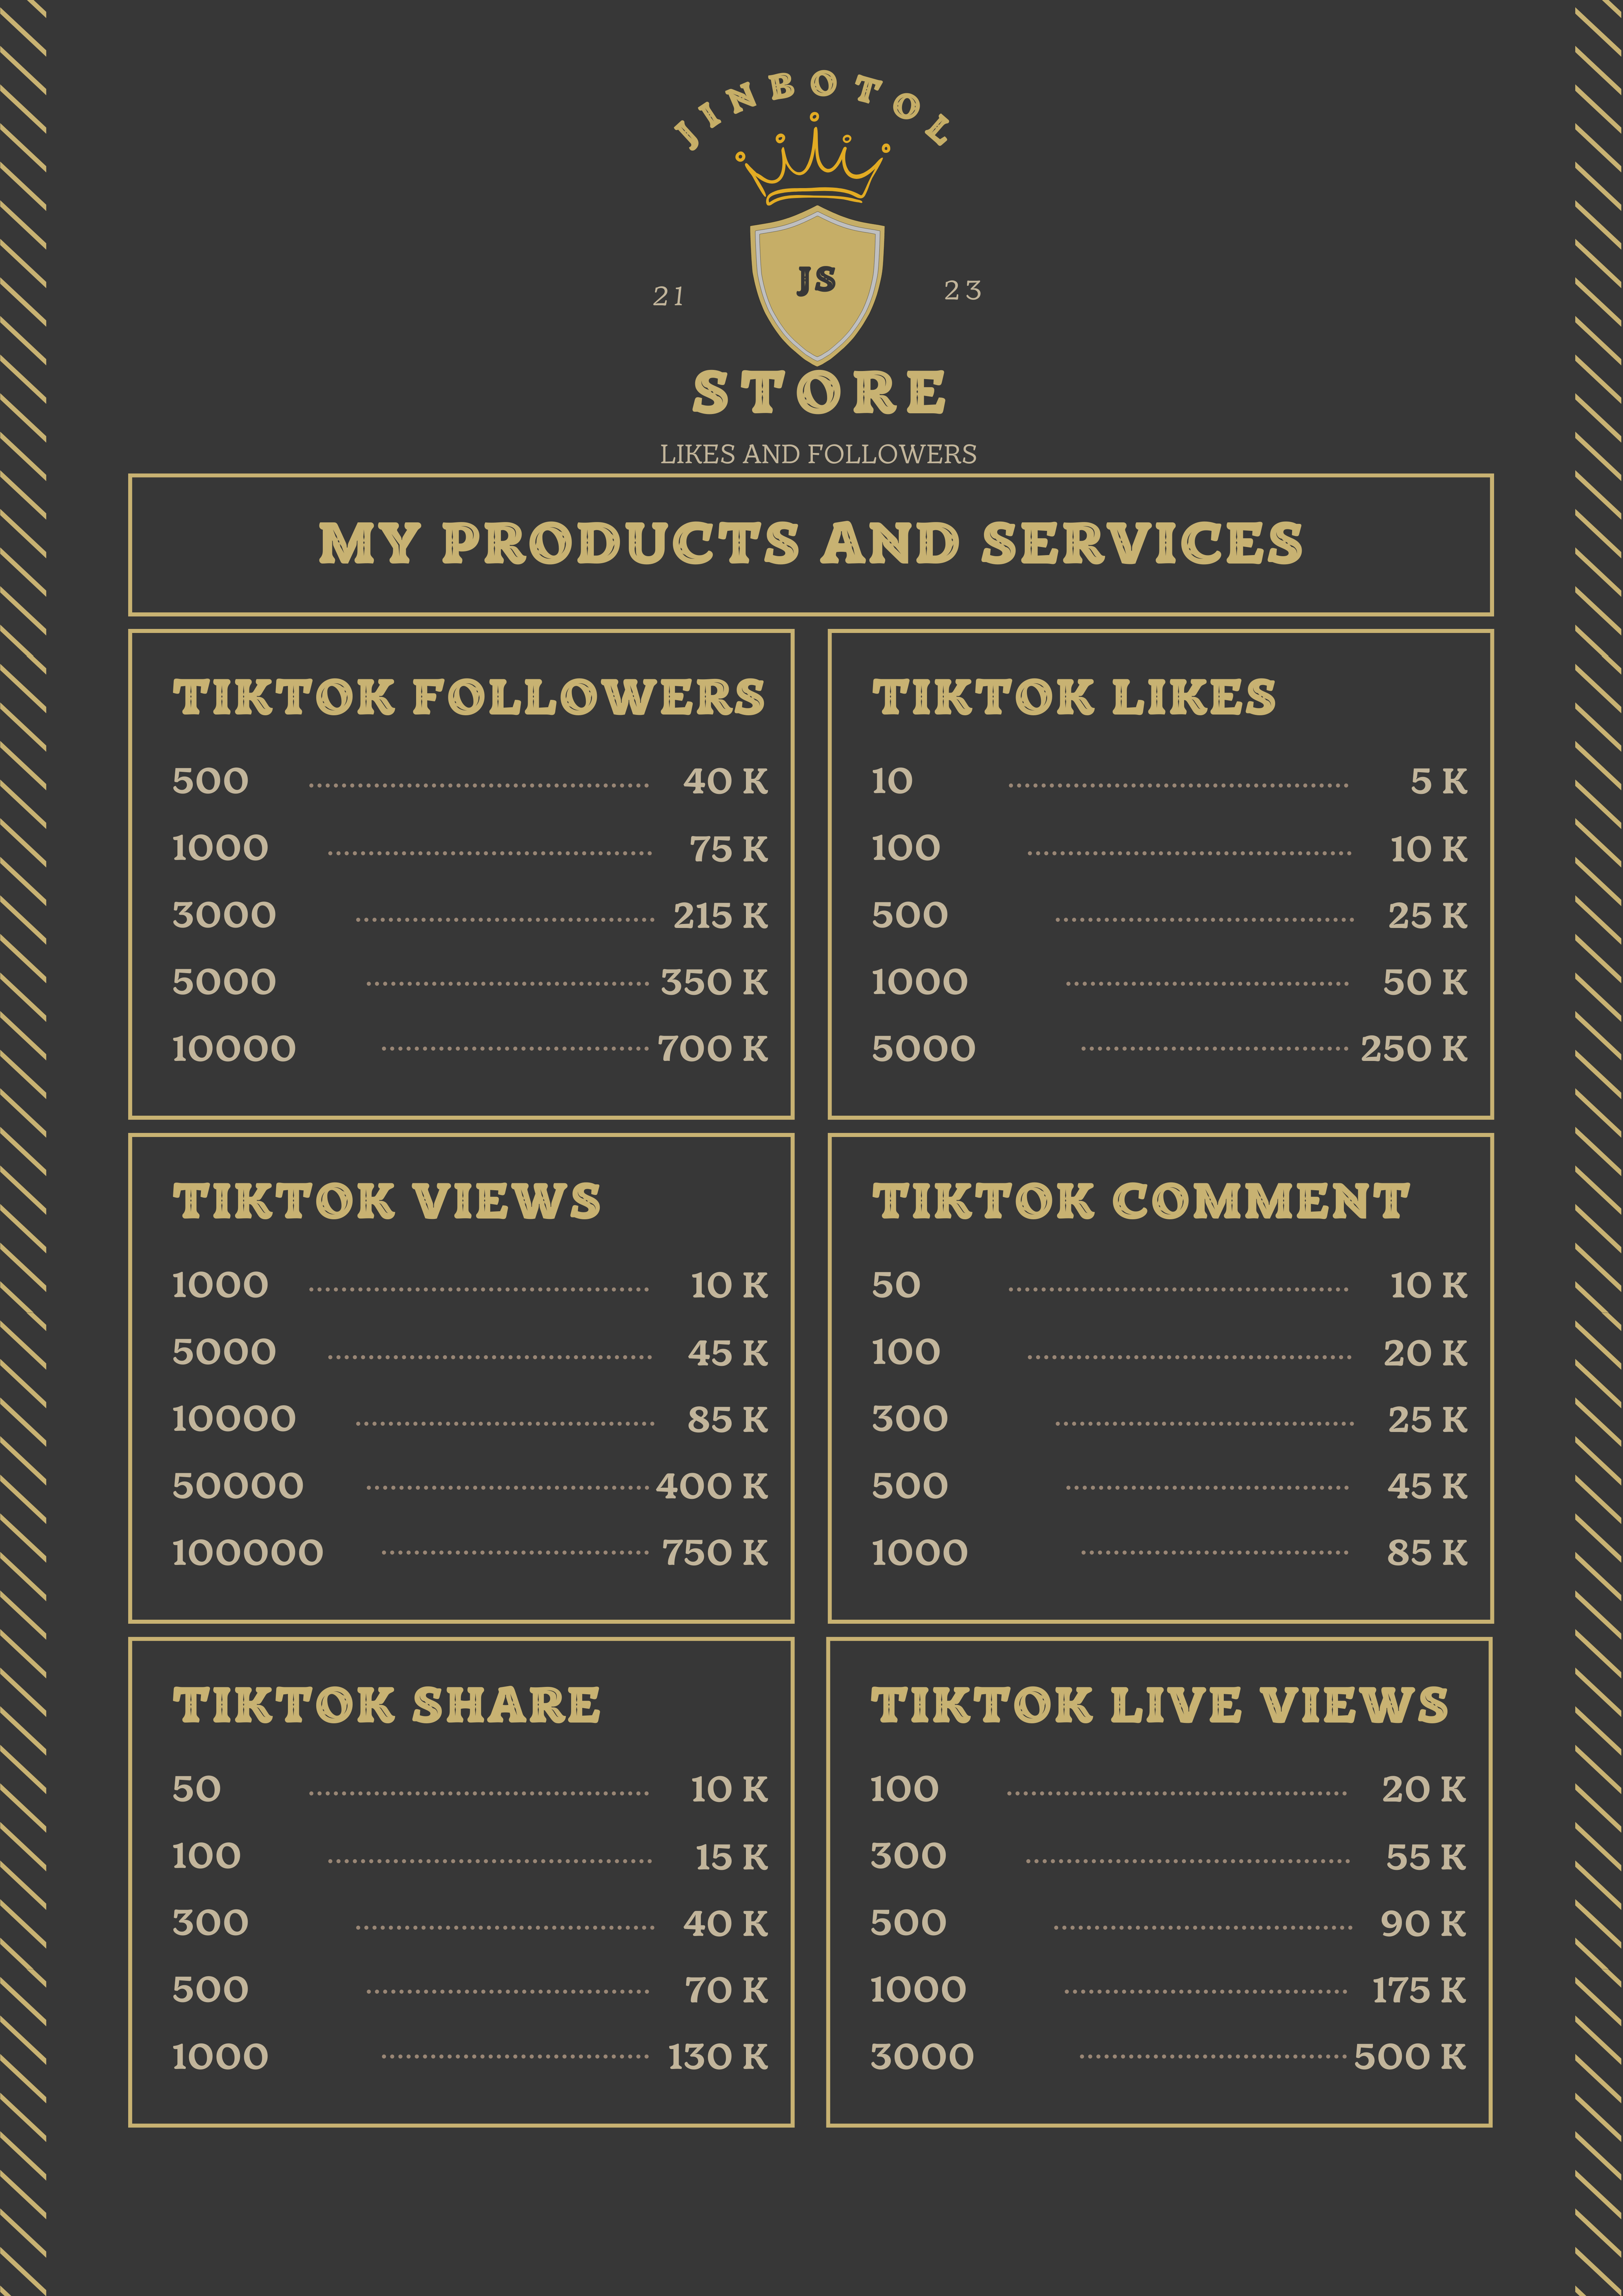 JINBOTOL
JS
21
23
STORE
LIKES AND FOLLOWERS
MY PRODUCTS AND SERVICES
TIKTOK FOLLOWERS
500 40 K
1000 75 K
3000 215 K
5000 350 K
10000 700 K
TIKTOK LIKES
10 5 K
100 10 K
500 25 K
1000 50 K
5000 250 K
TIKTOK VIEWS
1000 10 K
5000 45 K
10000 85 K
50000 400 K
100000 750 K
TIKTOK COMMENT
50 10 K
100 20 K
300 25 K
500 45 K
1000 85 K
TIKTOK SHARE
50 10 K
100 15 K
300 40 K
500 70 K
1000 130 K
TIKTOK LIVE VIEWS
100 20 K
300 55 K
500 90 K
1000 175 K
3000 500 K